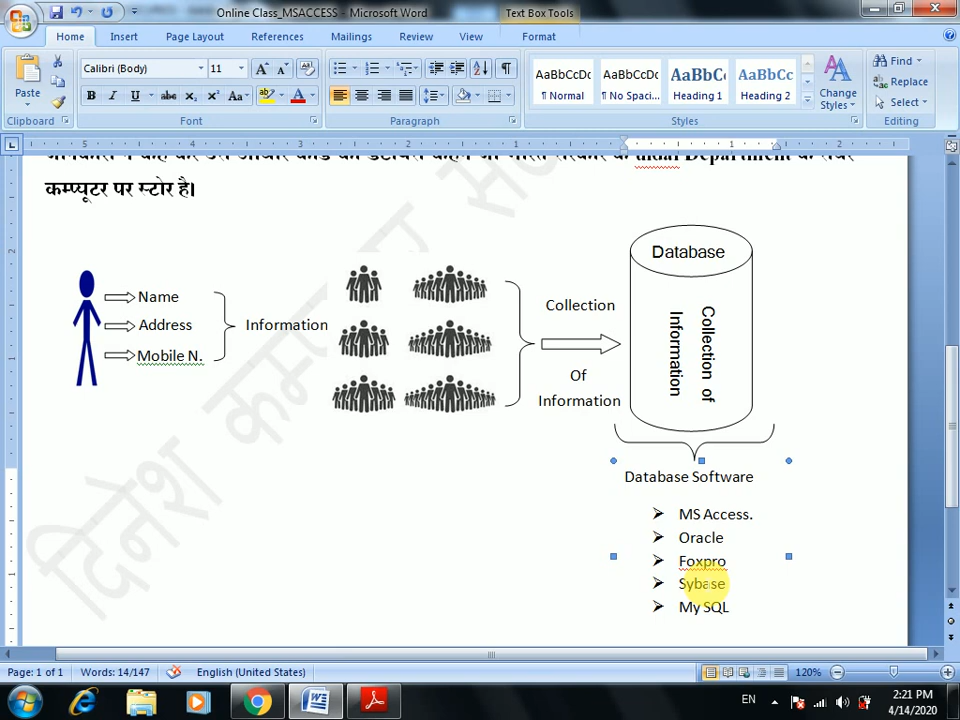 Online Class_MSACCESS - Microsoft Word
Text Box Tools
Home
Insert
Page Layout
References
Mailings
Review
View
Format
Paste
Calibri (Body)
11
AaBbCcDc
AaBbCcDc
AaBbC
AaBbCc
¶ Normal
¶ No Spaci...
Heading 1
Heading 2
Change
Styles
Find
Replace
Select
Clipboard
Font
Paragraph
Styles
Editing
कम्प्यूटर पर स्टोर है।
Name
Address
Mobile N.
Information
Collection
Of
Information
Database
Collection of
Information
Database Software
➢ MS Access.
➢ Oracle
➢ Foxpro
➢ Sybase
➢ My SQL
दिनेश कम्प्यूटर
Page: 1 of 1
Words: 14/147
English (United States)
120%
EN
2:21 PM
4/14/2020